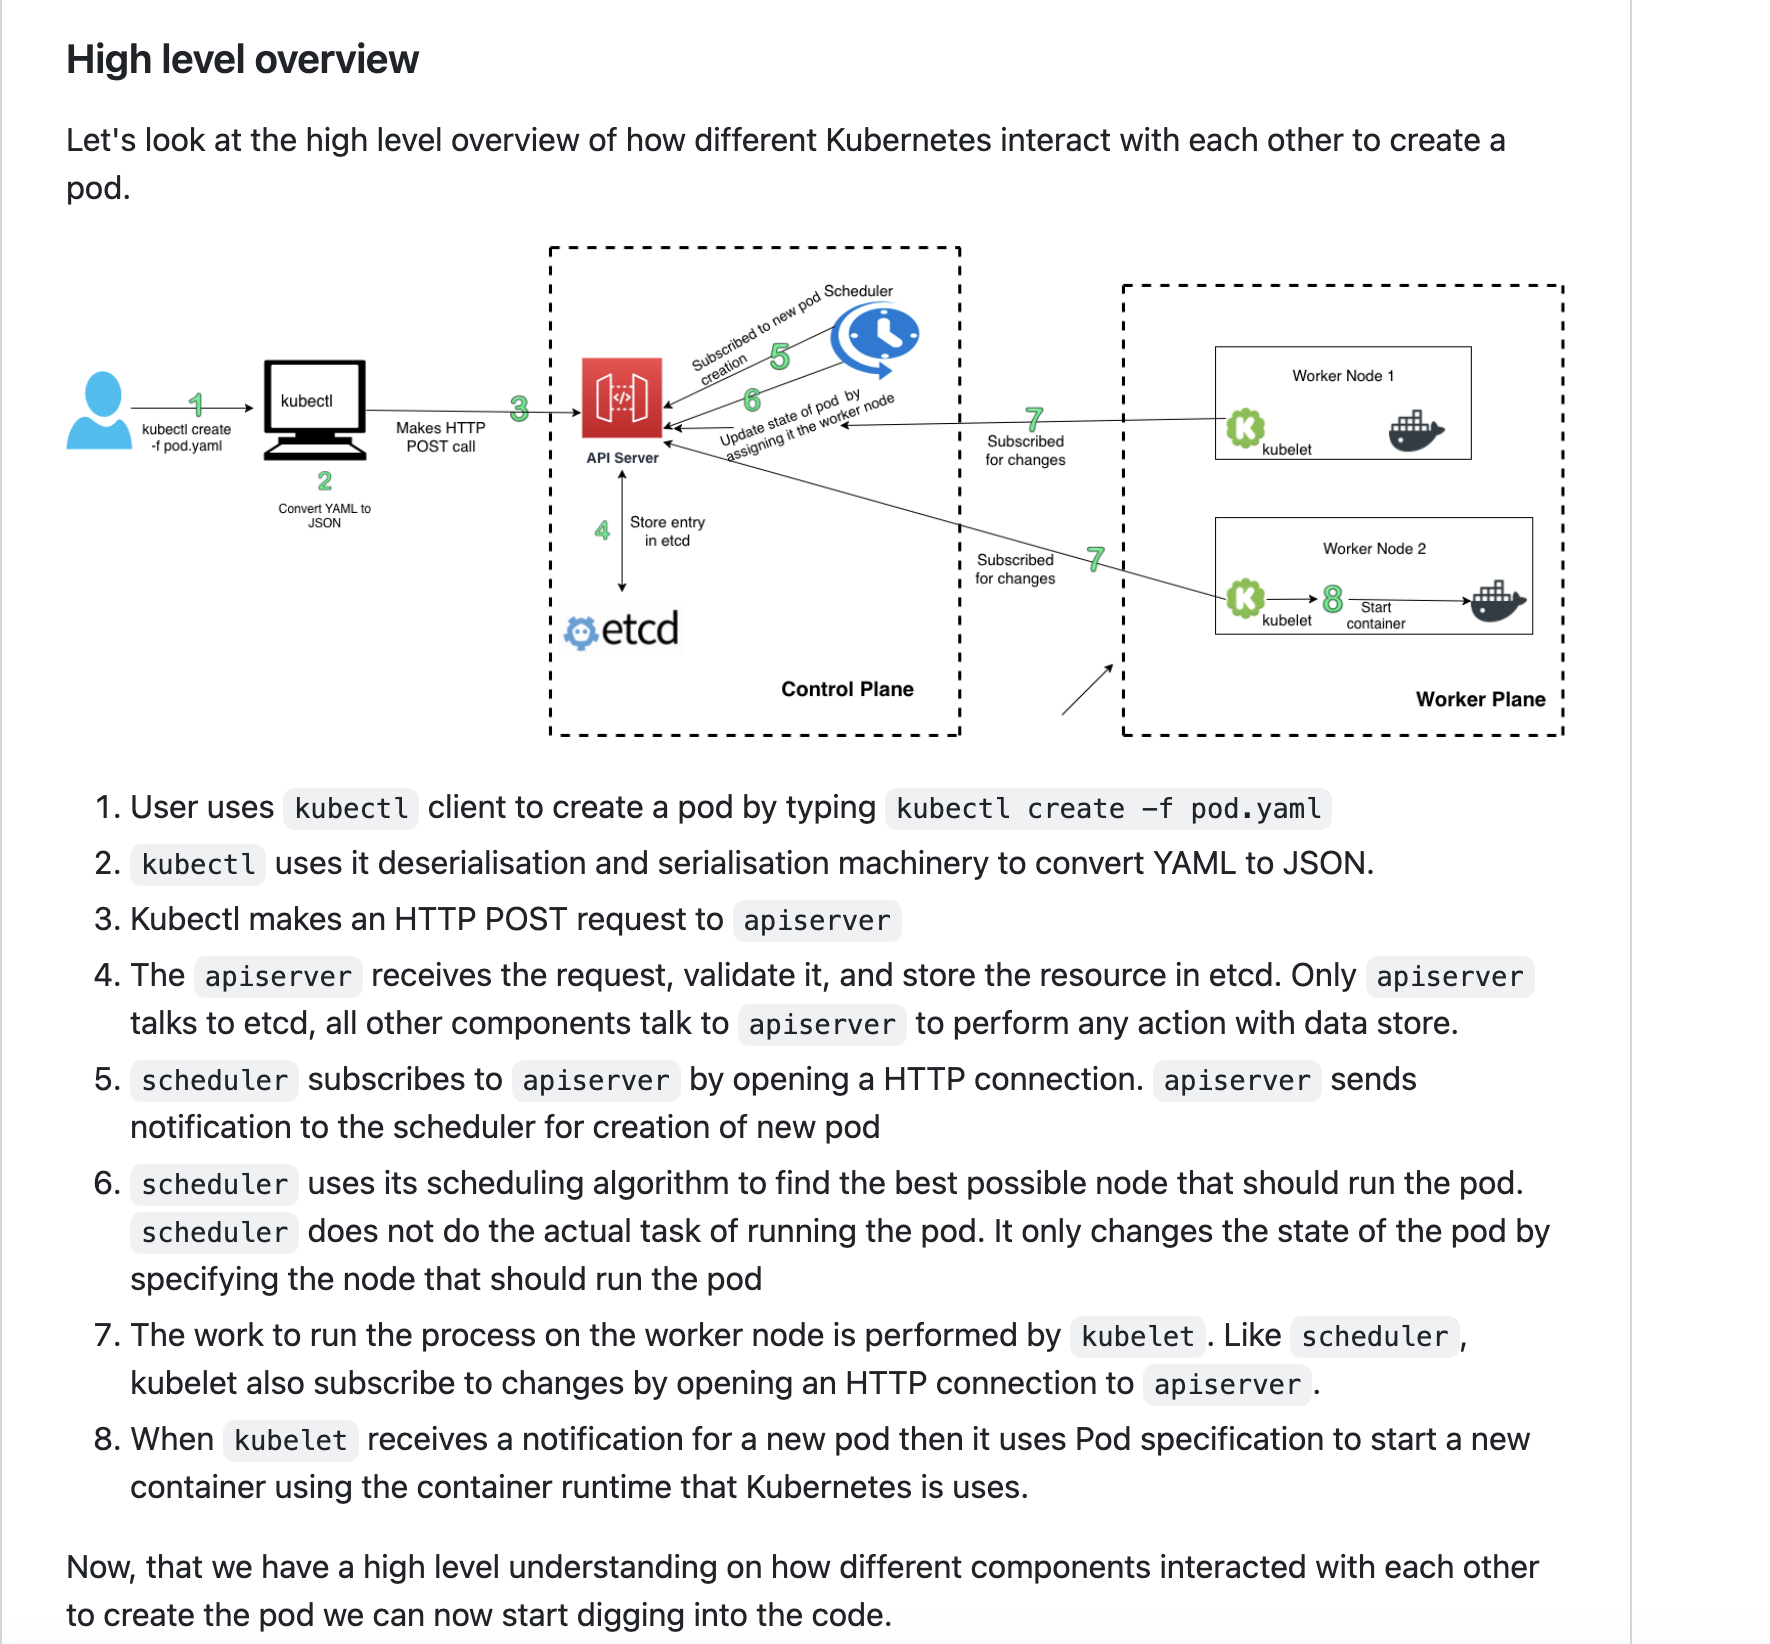 High level overview
Let's look at the high level overview of how different Kubernetes interact with each other to create a
pod.
1
kubectl create
-f pod.yaml
kubectl
2
Convert YAML to
JSON
3
Makes HTTP
POST call
API Server
4
Store entry
in etcd
etcd
Scheduler
Subscribed to new pod
creation
5
6
Update state of pod by
assigning it the worker node
Control Plane
7
Subscribed
for changes
7
Subscribed
for changes
Worker Node 1
K
kubelet
Worker Node 2
K
kubelet
8
Start
container
Worker Plane
1. User uses kubectl client to create a pod by typing kubectl create -f pod.yaml
2. kubectl uses it deserialisation and serialisation machinery to convert YAML to JSON.
3. Kubectl makes an HTTP POST request to apiserver
4. The apiserver receives the request, validate it, and store the resource in etcd. Only apiserver
talks to etcd, all other components talk to apiserver to perform any action with data store.
5. scheduler subscribes to apiserver by opening a HTTP connection. apiserver sends
notification to the scheduler for creation of new pod
6. scheduler uses its scheduling algorithm to find the best possible node that should run the pod.
scheduler does not do the actual task of running the pod. It only changes the state of the pod by
specifying the node that should run the pod
7. The work to run the process on the worker node is performed by kubelet. Like scheduler,
kubelet also subscribe to changes by opening an HTTP connection to apiserver.
8. When kubelet receives a notification for a new pod then it uses Pod specification to start a new
container using the container runtime that Kubernetes is uses.
Now, that we have a high level understanding on how different components interacted with each other
to create the pod we can now start digging into the code.